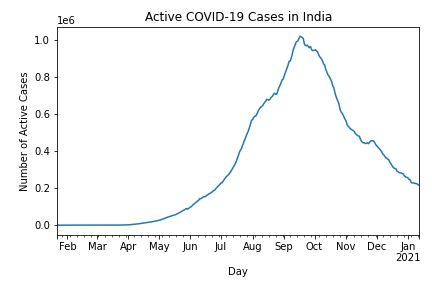 Active COVID-19 Cases in India
1e6
1.0
0.8
0.6
0.4
0.2
0.0
Number of Active Cases
Feb Mar Apr May Jun Jul Aug Sep Oct Nov Dec Jan
2021
Day